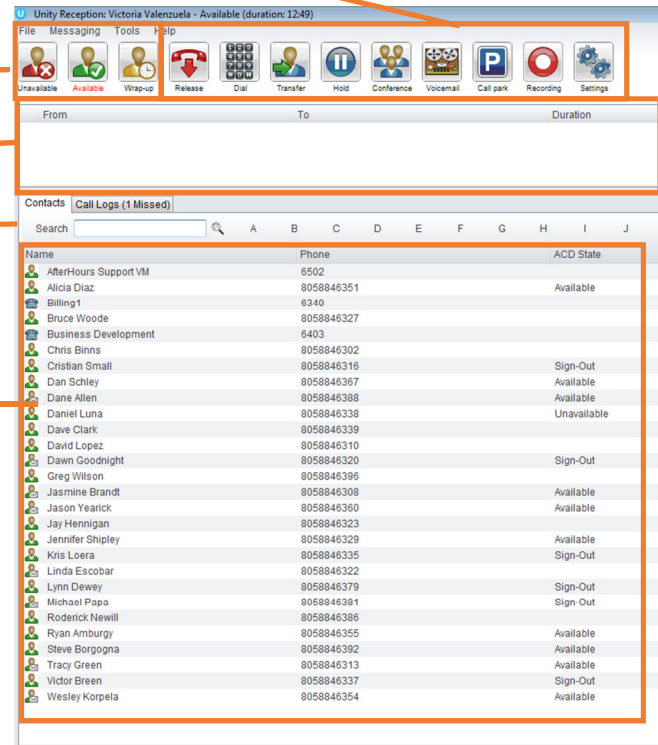 Unity Reception: Victoria Valenzuela - Available (duration: 12:49)
File Messaging Tools Help
Unavailable Available Wrap-up Release Dial Transfer Hold Conference Voicemail Call park Recording Settings
From To Duration
Contacts Call Logs (1 Missed)
Search A B C D E F G H I J
Name Phone ACD State
AfterHours Support VM 6502
Alicia Diaz 8058846351 Available
Billing1 6340
Bruce Woode 8058846327
Business Development 6403
Chris Binns 8058846302
Cristian Small 8058846316 Sign-Out
Dan Schley 8058846367 Available
Dane Allen 8058846388 Available
Daniel Luna 8058846338 Unavailable
Dave Clark 8058846339
David Lopez 8058846310
Dawn Goodnight 8058846320 Sign-Out
Greg Wilson 8058846396
Jasmine Brandt 8058846308 Available
Jason Yearick 8058846360 Available
Jay Hennigan 8058846323
Jennifer Shipley 8058846329 Available
Kris Loera 8058846335 Sign-Out
Linda Escobar 8058846322
Lynn Dewey 8058846379 Sign-Out
Michael Papa 8058846381 Sign-Out
Roderick Newill 8058846386
Ryan Amburgy 8058846355 Available
Steve Borgogna 8058846392 Available
Tracy Green 8058846313 Available
Victor Breen 8058846337 Sign-Out
Wesley Korpela 8058846354 Available